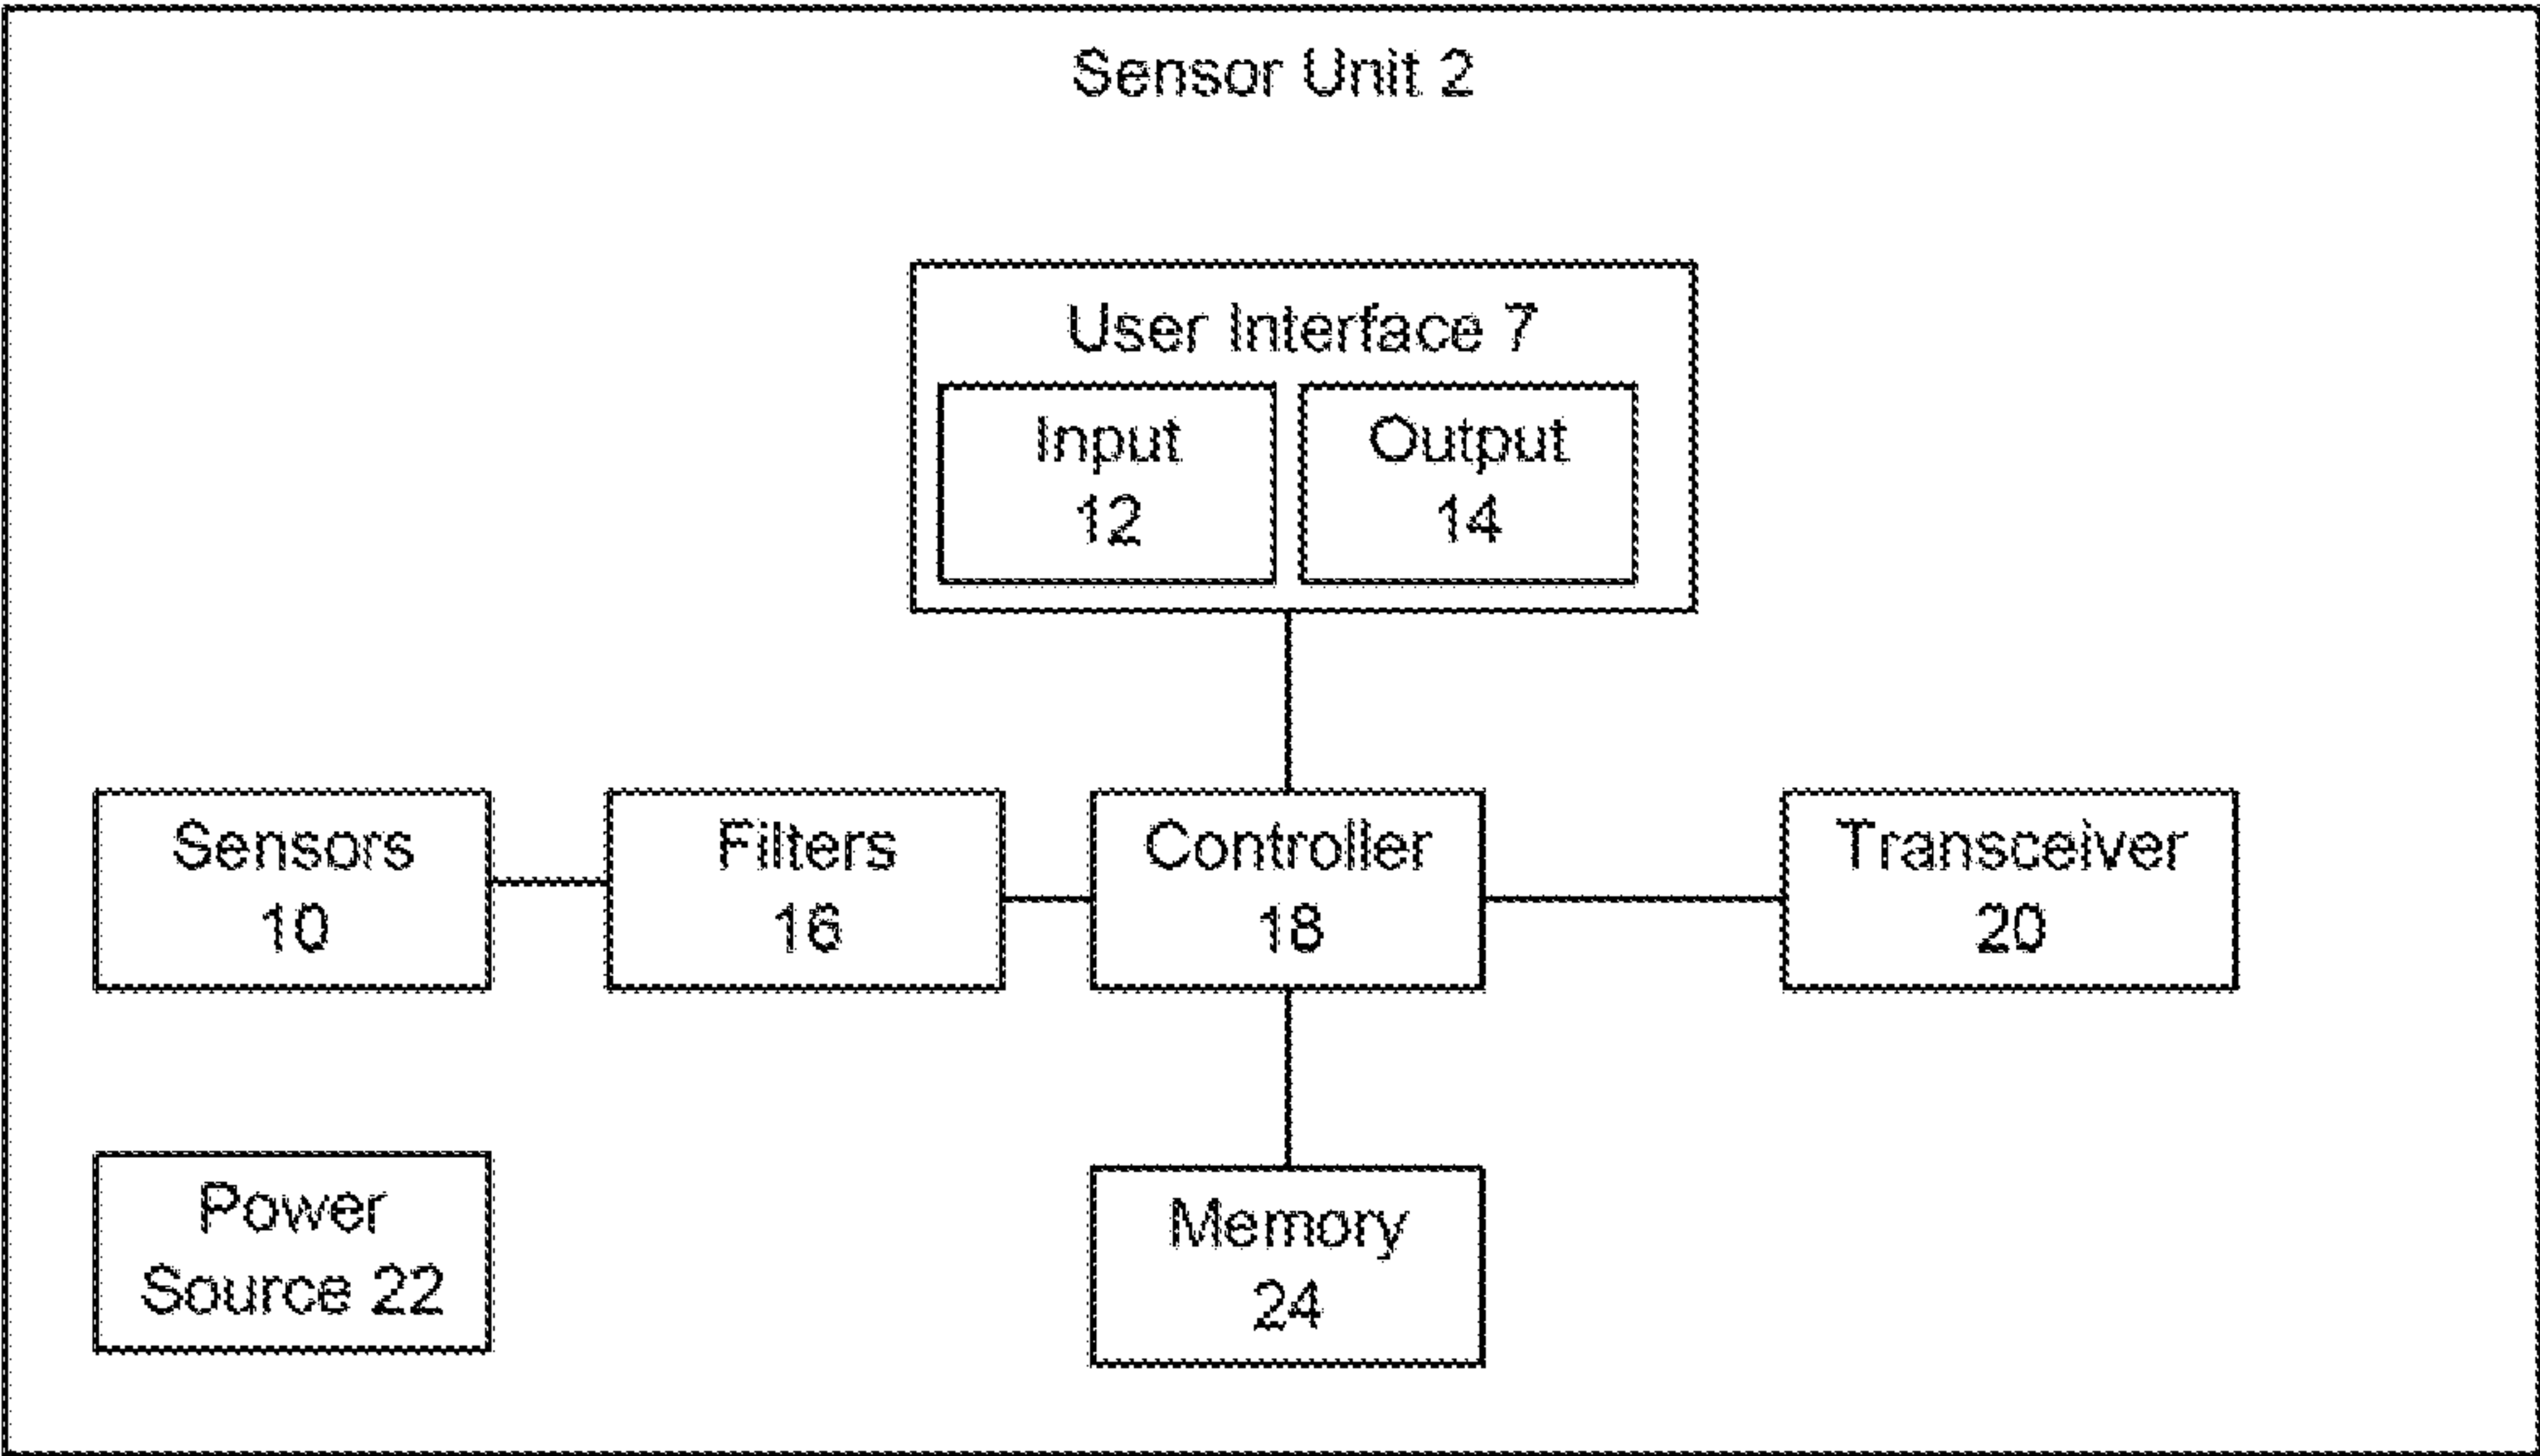 Sensor Unit 2
User Interface 7
Input
12
Output
14
Sensors
10
Filters
16
Controller
18
Transceiver
20
Power
Source 22
Memory
24